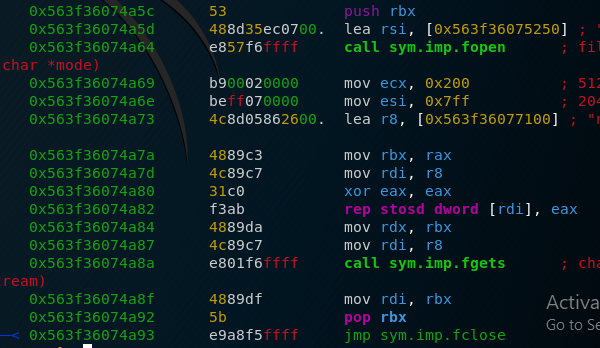 0x563f36074a5c 53 push rbx
0x563f36074a5d 488d35ec0700. lea rsi, [0x563f36075250] ; "
0x563f36074a64 e857f6ffff call sym.imp.fopen ; fil
char *mode)
0x563f36074a69 b900020000 mov ecx, 0x200 ; 512
0x563f36074a6e beff070000 mov esi, 0x7ff ; 204
0x563f36074a73 4c8d05862600. lea r8, [0x563f36077100] ; "r
0x563f36074a7a 4889c3 mov rbx, rax
0x563f36074a7d 4c89c7 mov rdi, r8
0x563f36074a80 31c0 xor eax, eax
0x563f36074a82 f3ab rep stosd dword [rdi], eax
0x563f36074a84 4889da mov rdx, rbx
0x563f36074a87 4c89c7 mov rdi, r8
0x563f36074a8a e801f6ffff call sym.imp.fgets ; cha
ream)
0x563f36074a8f 4889df mov rdi, rbx
0x563f36074a92 5b pop rbx
0x563f36074a93 e9a8f5ffff jmp sym.imp.fclose
Activa
Go to Se